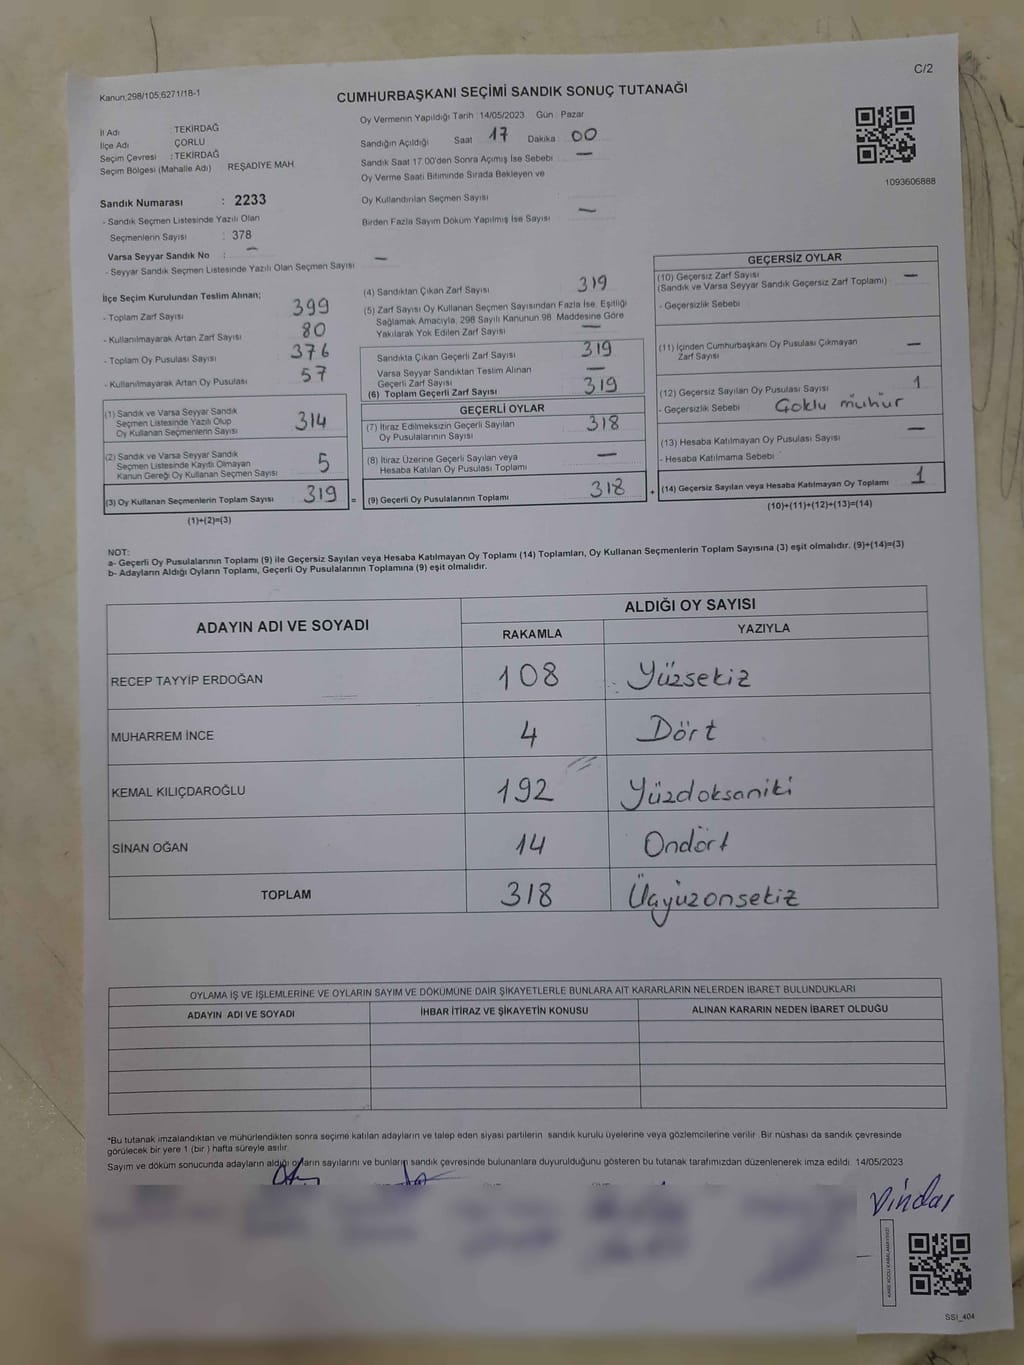 C/2
Kanun;298/105;6271/18-1
CUMHURBAŞKANI SEÇİMİ SANDIK SONUÇ TUTANAĞI
İl Adı : TEKİRDAĞ
İlçe Adı ÇORLU
Seçim Çevresi : TEKİRDAĞ
Seçim Bölgesi (Mahalle Adı) REŞADİYE MAH
Sandık Numarası : 2233
- Sandık Seçmen Listesinde Yazılı Olan
Seçmenlerin Sayısı : 378
Varsa Seyyar Sandık No : —
- Seyyar Sandık Seçmen Listesinde Yazılı Olan Seçmen Sayısı —
Oy Vermenin Yapıldığı Tarih :14/05/2023 Gün : Pazar
Sandığın Açıldığı Saat 17 Dakika 00
Sandık Saat 17.00'den Sonra Açımış İse Sebebi —
Oy Verme Saati Bitiminde Sırada Bekleyen ve
Oy Kullandırılan Seçmen Sayısı
Birden Fazla Sayım Döküm Yapılmış İse Sayısı —
1093606888
İlçe Seçim Kurulundan Teslim Alınan;
- Toplam Zarf Sayısı 399
- Kullanılmayarak Artan Zarf Sayısı 80
- Toplam Oy Pusulası Sayısı 376
- Kullanılmayarak Artan Oy Pusulası 57
(1) Sandık ve Varsa Seyyar Sandık
Seçmen Listesinde Yazılı Olup
Oy Kullanan Seçmenlerin Sayısı 314
(2) Sandık ve Varsa Seyyar Sandık
Seçmen Listesinde Kayıtlı Olmayan
Kanun Gereği Oy Kullanan Seçmen Sayısı 5
(3) Oy Kullanan Seçmenlerin Toplam Sayısı 319 =
(1)+(2)=(3)
(4) Sandıktan Çıkan Zarf Sayısı 319
(5) Zarf Sayısı Oy Kullanan Seçmen Sayısından Fazla İse, Eşitliği
Sağlamak Amacıyla, 298 Sayılı Kanunun 98. Maddesine Göre
Yakılarak Yok Edilen Zarf Sayısı —
Sandıkta Çıkan Geçerli Zarf Sayısı 319
Varsa Seyyar Sandıktan Teslim Alınan
Geçerli Zarf Sayısı —
(6) Toplam Geçerli Zarf Sayısı 319
GEÇERLİ OYLAR
(7) İtiraz Edilmeksizin Geçerli Sayılan
Oy Pusulalarının Sayısı 318
(8) İtiraz Üzerine Geçerli Sayılan veya
Hesaba Katılan Oy Pusulası Toplamı —
(9) Geçerli Oy Pusulalarının Toplamı 318 +
GEÇERSİZ OYLAR
(10) Geçersiz Zarf Sayısı
(Sandık ve Varsa Seyyar Sandık Geçersiz Zarf Toplamı) —
- Geçersizlik Sebebi
(11) İçinden Cumhurbaşkanı Oy Pusulası Çıkmayan
Zarf Sayısı —
(12) Geçersiz Sayılan Oy Pusulası Sayısı 1
- Geçersizlik Sebebi Çoklu mühür
(13) Hesaba Katılmayan Oy Pusulası Sayısı —
- Hesaba Katılmama Sebebi
(14) Geçersiz Sayılan veya Hesaba Katılmayan Oy Toplamı 1
(10)+(11)+(12)+(13)=(14)
NOT:
a- Geçerli Oy Pusulalarının Toplamı (9) ile Geçersiz Sayılan veya Hesaba Katılmayan Oy Toplamı (14) Toplamları, Oy Kullanan Seçmenlerin Toplam Sayısına (3) eşit olmalıdır. (9)+(14)=(3)
b- Adayların Aldığı Oyların Toplamı, Geçerli Oy Pusulalarının Toplamına (9) eşit olmalıdır.
ADAYIN ADI VE SOYADI ALDIĞI OY SAYISI
RAKAMLA YAZIYLA
RECEP TAYYİP ERDOĞAN 108 Yüzsekiz
MUHARREM İNCE 4 Dört
KEMAL KILIÇDAROĞLU 192 Yüzdoksaniki
SİNAN OĞAN 14 Ondört
TOPLAM 318 Üçyüzonsekiz
OYLAMA İŞ VE İŞLEMLERİNE VE OYLARIN SAYIM VE DÖKÜMÜNE DAİR ŞİKAYETLERLE BUNLARA AİT KARARLARIN NELERDEN İBARET BULUNDUKLARI
ADAYIN ADI VE SOYADI İHBAR İTİRAZ VE ŞİKAYETİN KONUSU ALINAN KARARIN NEDEN İBARET OLDUĞU
*Bu tutanak imzalandıktan ve mühürlendikten sonra seçime katılan adayların ve talep eden siyasi partilerin sandık kurulu üyelerine veya gözlemcilerine verilir. Bir nüshası da sandık çevresinde
görülecek bir yere 1 (bir ) hafta süreyle asılır.
Sayım ve döküm sonucunda adayların aldığı oyların sayılarını ve bunların sandık çevresinde bulunanlara duyurulduğunu gösteren bu tutanak tarafımızdan düzenlenerek imza edildi. 14/05/2023
SSI_404